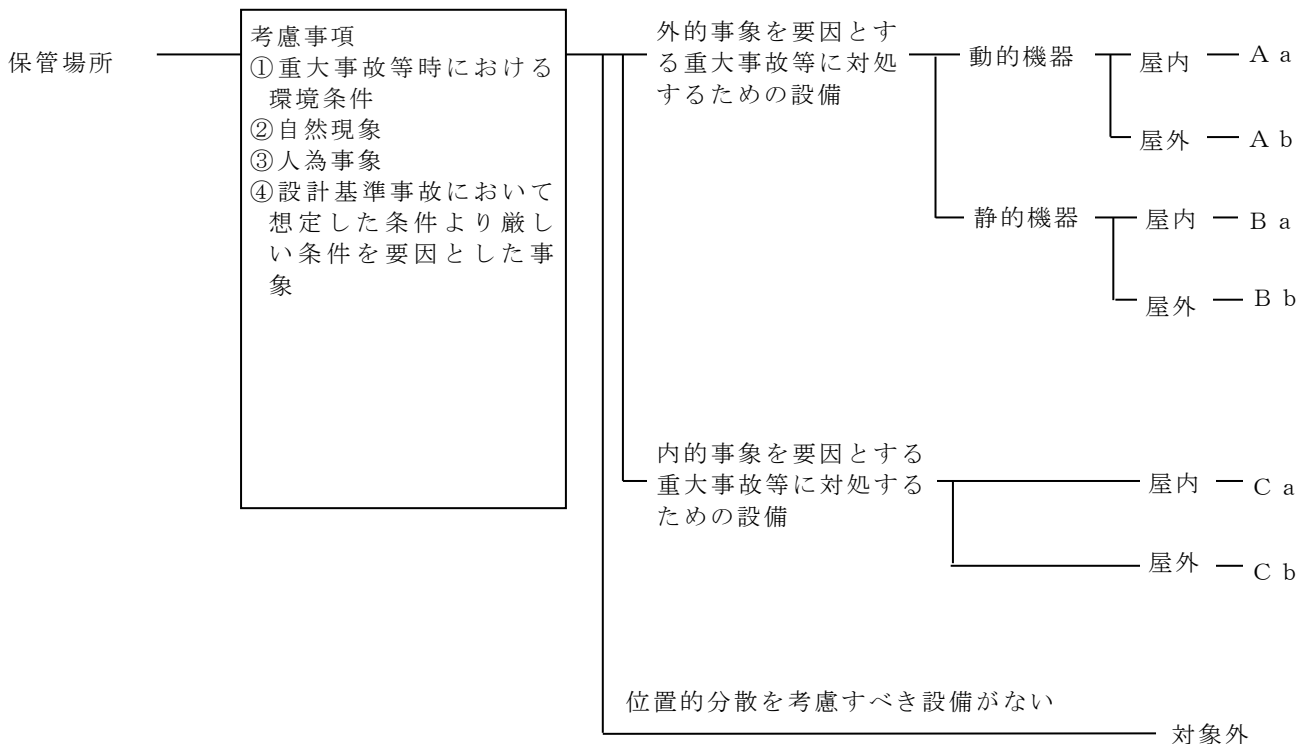 保管場所
考慮事項
①重大事故等時における
環境条件
②自然現象
③人為事象
④設計基準事故において
想定した条件より厳し
い条件を要因とした事
象
外的事象を要因とす
る重大事故等に対処
するための設備
動的機器
屋内
Ａａ
屋外
Ａｂ
静的機器
屋内
Ｂａ
屋外
Ｂｂ
内的事象を要因とする
重大事故等に対処する
ための設備
屋内
Ｃａ
屋外
Ｃｂ
位置的分散を考慮すべき設備がない
対象外